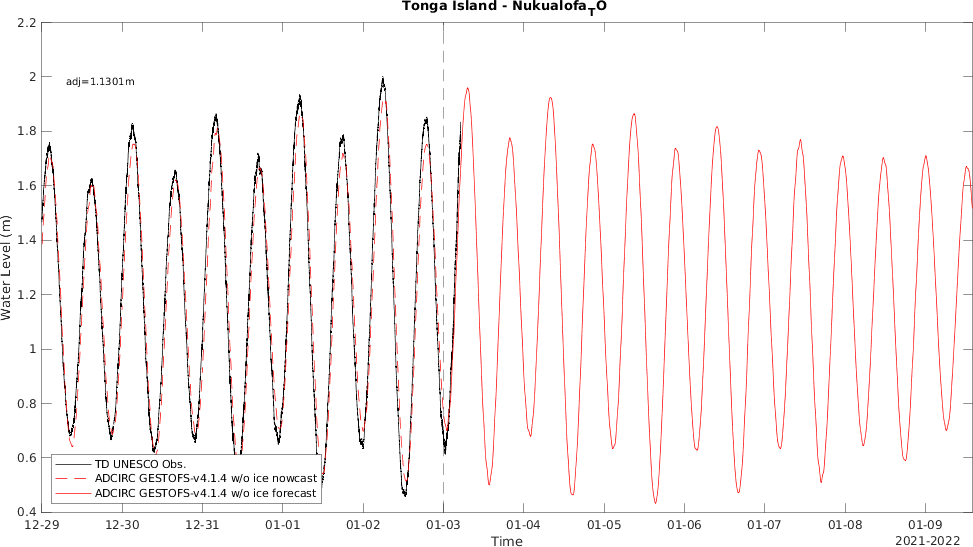 Tonga Island - NukualofaTO
2.2
2
1.8
1.6
1.4
1.2
1
0.8
0.6
0.4
Water Level (m)
adj=1.1301m
TD UNESCO Obs.
ADCIRC GESTOFS-v4.1.4 w/o ice nowcast
ADCIRC GESTOFS-v4.1.4 w/o ice forecast
12-29 12-30 12-31 01-01 01-02 01-03 01-04 01-05 01-06 01-07 01-08 01-09
Time
2021-2022